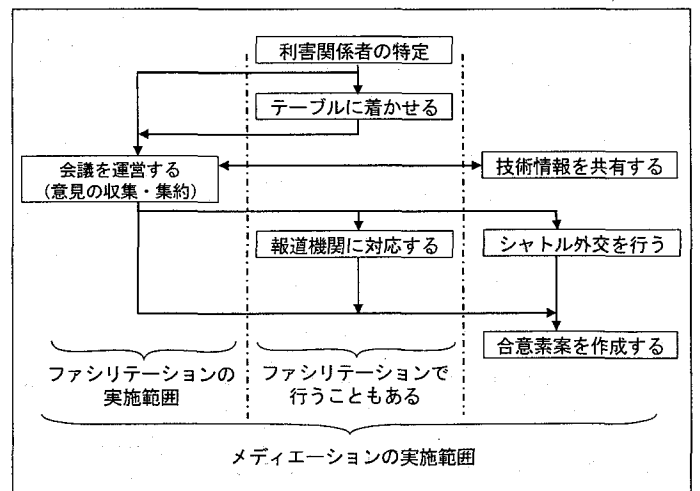 利害関係者の特定
テーブルに着かせる
会議を運営する
(意見の収集・集約)
技術情報を共有する
報道機関に対応する
シャトル外交を行う
合意素案を作成する
ファシリテーションの
実施範囲
ファシリテーションで
行うこともある
メディエーションの実施範囲